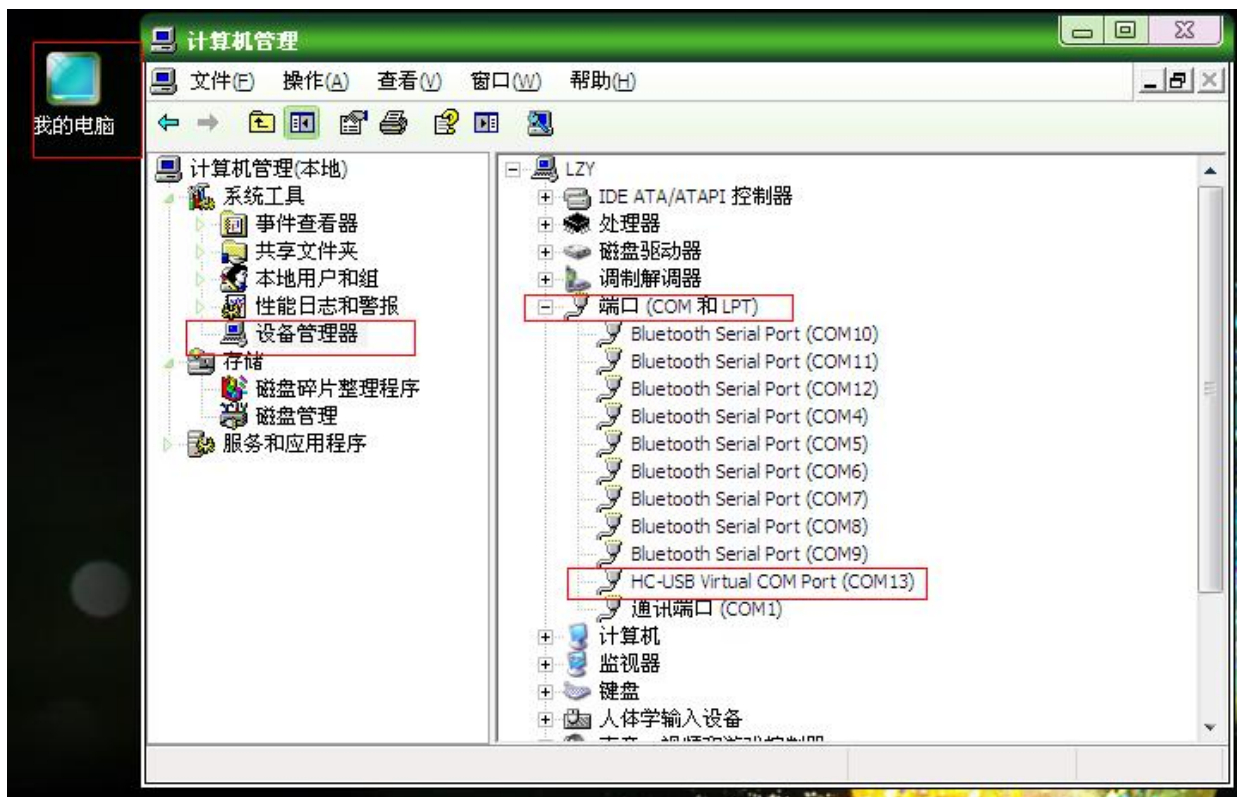 我的电脑
计算机管理
文件(F) 操作(A) 查看(V) 窗口(W) 帮助(H)
计算机管理(本地)
系统工具
事件查看器
共享文件夹
本地用户和组
性能日志和警报
设备管理器
存储
磁盘碎片整理程序
磁盘管理
服务和应用程序
LZY
IDE ATA/ATAPI 控制器
处理器
磁盘驱动器
调制解调器
端口 (COM 和 LPT)
Bluetooth Serial Port (COM10)
Bluetooth Serial Port (COM11)
Bluetooth Serial Port (COM12)
Bluetooth Serial Port (COM4)
Bluetooth Serial Port (COM5)
Bluetooth Serial Port (COM6)
Bluetooth Serial Port (COM7)
Bluetooth Serial Port (COM8)
Bluetooth Serial Port (COM9)
HC-USB Virtual COM Port (COM13)
通讯端口 (COM1)
计算机
监视器
键盘
人体学输入设备